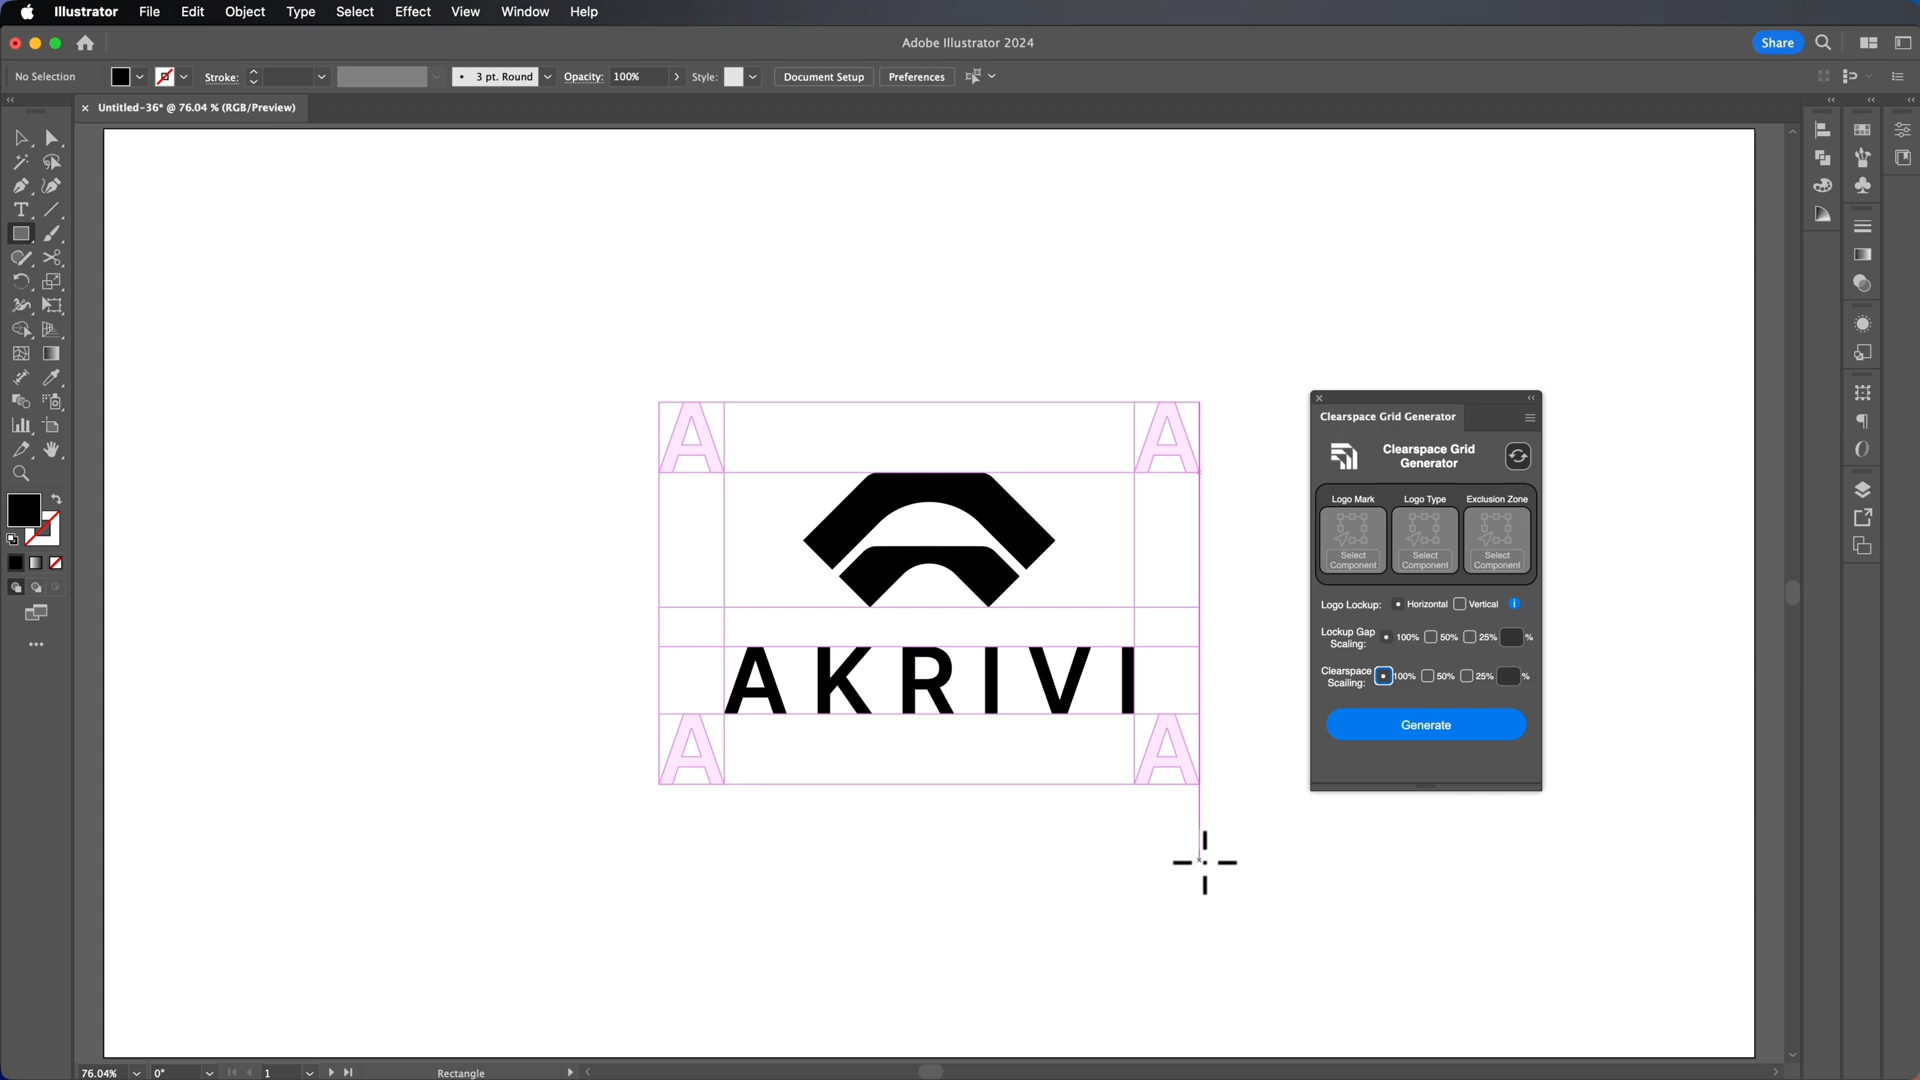 Illustrator File Edit Object Type Select Effect View Window Help
Adobe Illustrator 2024
Share
No Selection
Stroke:
3 pt. Round
Opacity: 100%
Style:
Document Setup
Preferences
× Untitled-36* @ 76.04 % (RGB/Preview)
A A
AKRIVI
A A
Clearspace Grid Generator
Clearspace Grid
Generator
Logo Mark Logo Type Exclusion Zone
Select
Component
Select
Component
Select
Component
Logo Lockup: Horizontal Vertical i
Lockup Gap
Scaling: 100% 50% 25% %
Clearspace
Scailing: 100% 50% 25% %
Generate
76.04% 0° 1 Rectangle